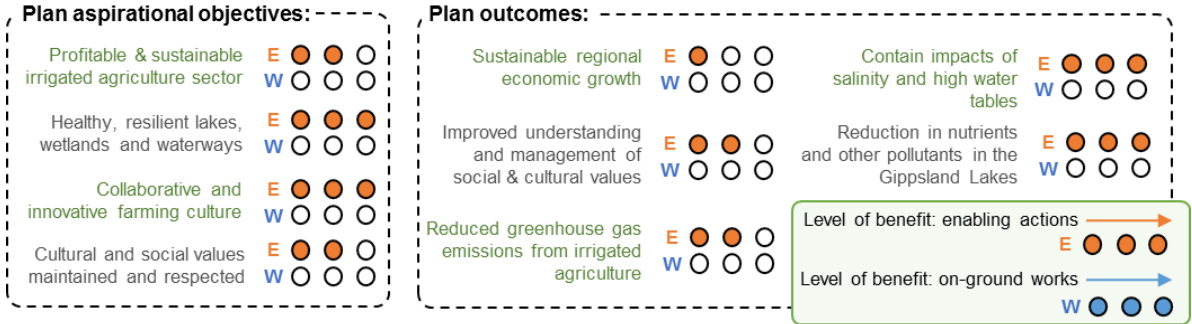 Plan aspirational objectives:
Profitable & sustainable
irrigated agriculture sector
E
W
Healthy, resilient lakes,
wetlands and waterways
E
W
Collaborative and
innovative farming culture
E
W
Cultural and social values
maintained and respected
E
W
Plan outcomes:
Sustainable regional
economic growth
E
W
Improved understanding
and management of
social & cultural values
E
W
Reduced greenhouse gas
emissions from irrigated
agriculture
E
W
Contain impacts of
salinity and high water
tables
E
W
Reduction in nutrients
and other pollutants in the
Gippsland Lakes
E
W
Level of benefit: enabling actions
E
Level of benefit: on-ground works
W